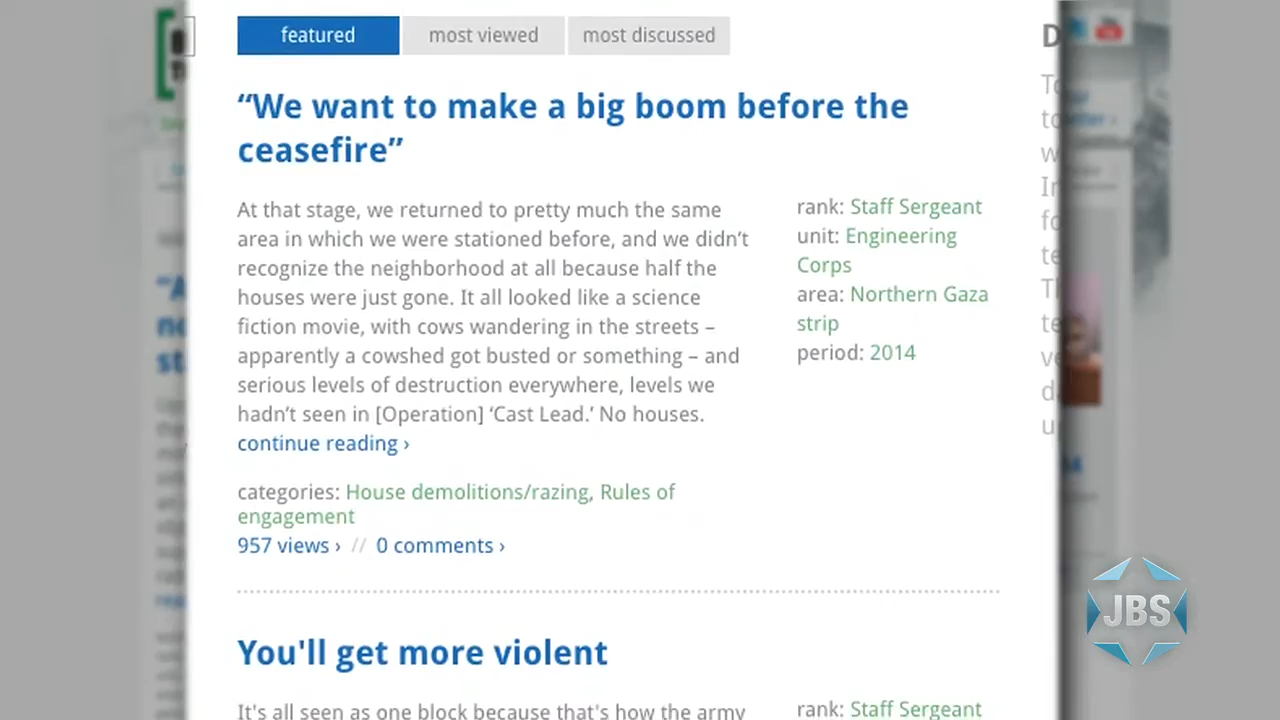 featured
most viewed
most discussed
“We want to make a big boom before the
ceasefire”
At that stage, we returned to pretty much the same
area in which we were stationed before, and we didn’t
recognize the neighborhood at all because half the
houses were just gone. It all looked like a science
fiction movie, with cows wandering in the streets –
apparently a cowshed got busted or something – and
serious levels of destruction everywhere, levels we
hadn’t seen in [Operation] ‘Cast Lead.’ No houses.
continue reading ›
rank: Staff Sergeant
unit: Engineering
Corps
area: Northern Gaza
strip
period: 2014
categories: House demolitions/razing, Rules of
engagement
957 views › // 0 comments ›
You'll get more violent
It's all seen as one block because that's how the army
rank: Staff Sergeant
JBS